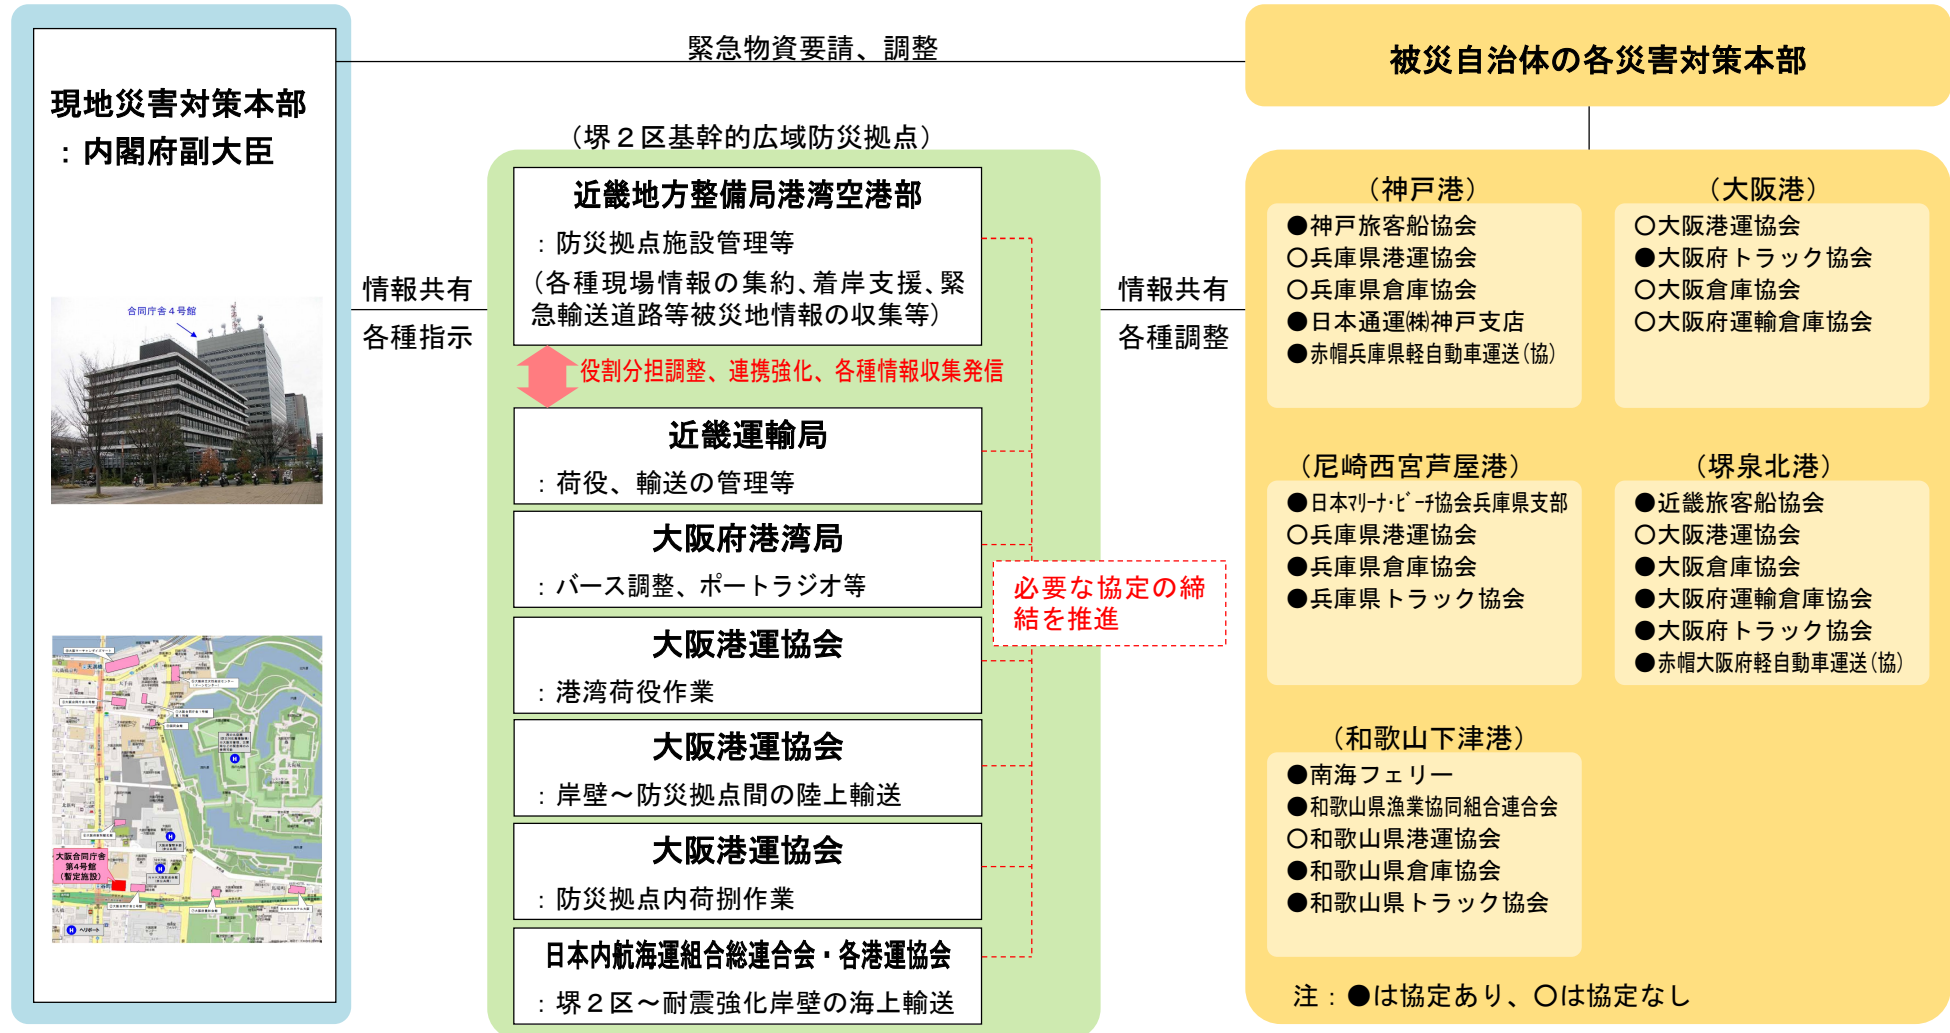 緊急物資要請、調整
現地災害対策本部
：内閣府副大臣
合同庁舎４号館
大阪合同庁舎
第4号館
（暫定施設）
ヘリポート
情報共有
各種指示
（堺２区基幹的広域防災拠点）
近畿地方整備局港湾空港部
：防災拠点施設管理等
（各種現場情報の集約、着岸支援、緊
急輸送道路等被災地情報の収集等）
役割分担調整、連携強化、各種情報収集発信
近畿運輸局
：荷役、輸送の管理等
大阪府港湾局
：バース調整、ポートラジオ等
大阪港運協会
：港湾荷役作業
大阪港運協会
：岸壁～防災拠点間の陸上輸送
大阪港運協会
：防災拠点内荷捌作業
日本内航海運組合総連合会・各港運協会
：堺２区～耐震強化岸壁の海上輸送
必要な協定の締
結を推進
情報共有
各種調整
被災自治体の各災害対策本部
（神戸港）
●神戸旅客船協会
○兵庫県港運協会
○兵庫県倉庫協会
●日本通運㈱神戸支店
●赤帽兵庫県軽自動車運送（協）
（大阪港）
○大阪港運協会
●大阪府トラック協会
○大阪倉庫協会
○大阪府運輸倉庫協会
（尼崎西宮芦屋港）
●日本ﾏﾘｰﾅ・ﾋﾞｰﾁ協会兵庫県支部
○兵庫県港運協会
●兵庫県倉庫協会
●兵庫県トラック協会
（堺泉北港）
●近畿旅客船協会
○大阪港運協会
●大阪倉庫協会
●大阪府運輸倉庫協会
●大阪府トラック協会
●赤帽大阪府軽自動車運送（協）
（和歌山下津港）
●南海フェリー
●和歌山県漁業協同組合連合会
○和歌山県港運協会
●和歌山県倉庫協会
●和歌山県トラック協会
注：●は協定あり、○は協定なし